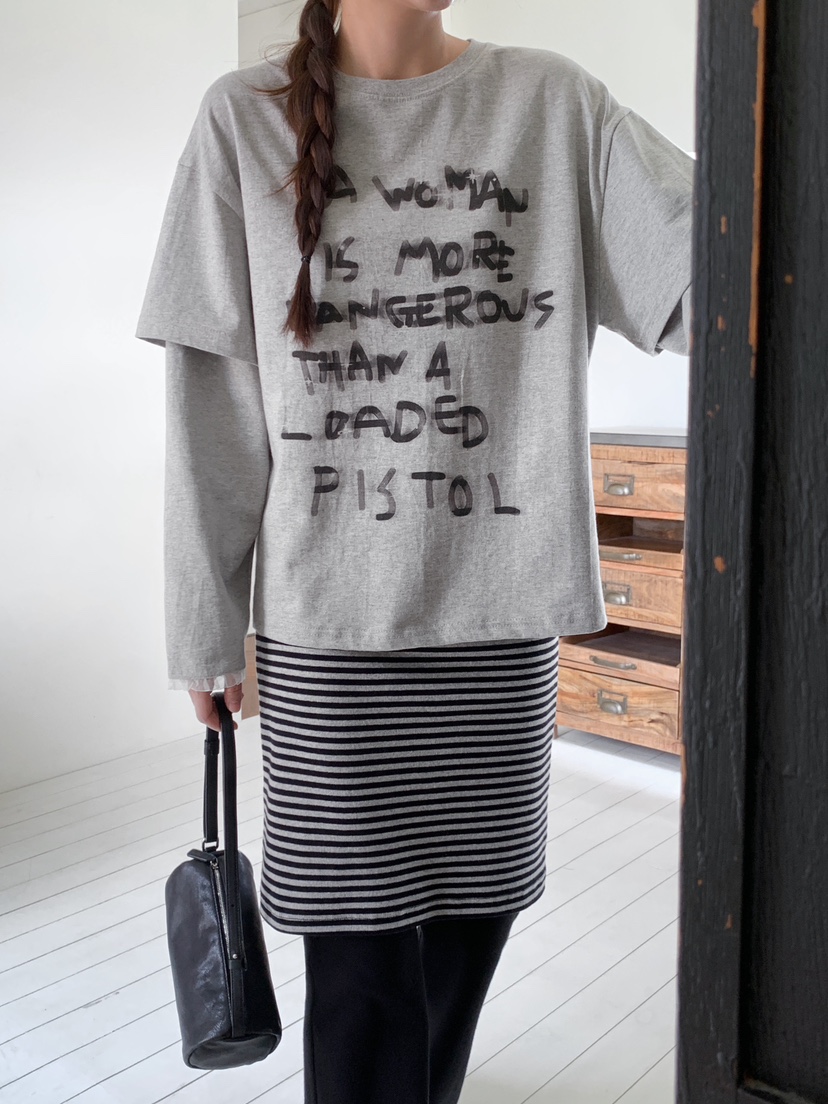 A WOMAN
IS MORE
DANGEROUS
THAN A
LOADED
PISTOL